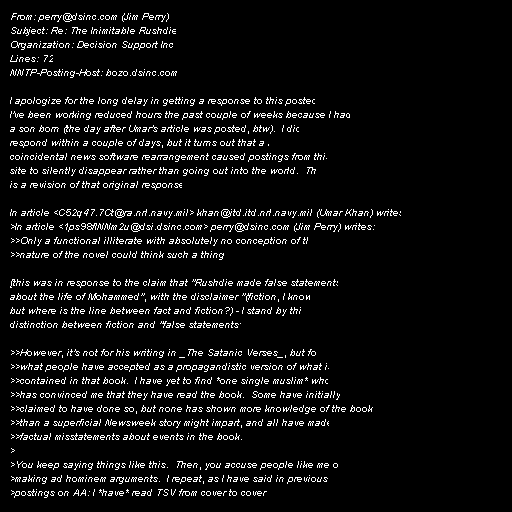 From: perry@dsinc.com (Jim Perry)
Subject: Re: The Inimitable Rushdie
Organization: Decision Support Inc
Lines: 72
NNTP-Posting-Host: bozo.dsinc.com

I apologize for the long delay in getting a response to this posted
I've been working reduced hours the past couple of weeks because I had
a son born (the day after Umar's article was posted, btw). I did
respond within a couple of days, but it turns out that a
coincidental news software rearrangement caused postings from this
site to silently disappear rather than going out into the world. Th
is a revision of that original response

In article <C52q47.7Ct@ra.nrl.navy.mil> khan@itd.itd.nrl.navy.mil (Umar Khan) writes
>In article <1ps98fINNm2u@dsi.dsinc.com> perry@dsinc.com (Jim Perry) writes:
>>Only a functional illiterate with absolutely no conception of th
>>nature of the novel could think such a thing

[this was in response to the claim that "Rushdie made false statements
about the life of Mohammed", with the disclaimer "(fiction, I know
but where is the line between fact and fiction?) - I stand by thi
distinction between fiction and "false statements"

>>However, it's not for his writing in _The Satanic Verses_, but fo
>>what people have accepted as a propagandistic version of what i
>>contained in that book. I have yet to find *one single muslim* who
>>has convinced me that they have read the book. Some have initially
>>claimed to have done so, but none has shown more knowledge of the book
>>than a superficial Newsweek story might impart, and all have made
>>factual misstatements about events in the book.
>
>You keep saying things like this. Then, you accuse people like me o
>making ad hominem arguments. I repeat, as I have said in previous
>postings on AA: I *have* read TSV from cover to cover